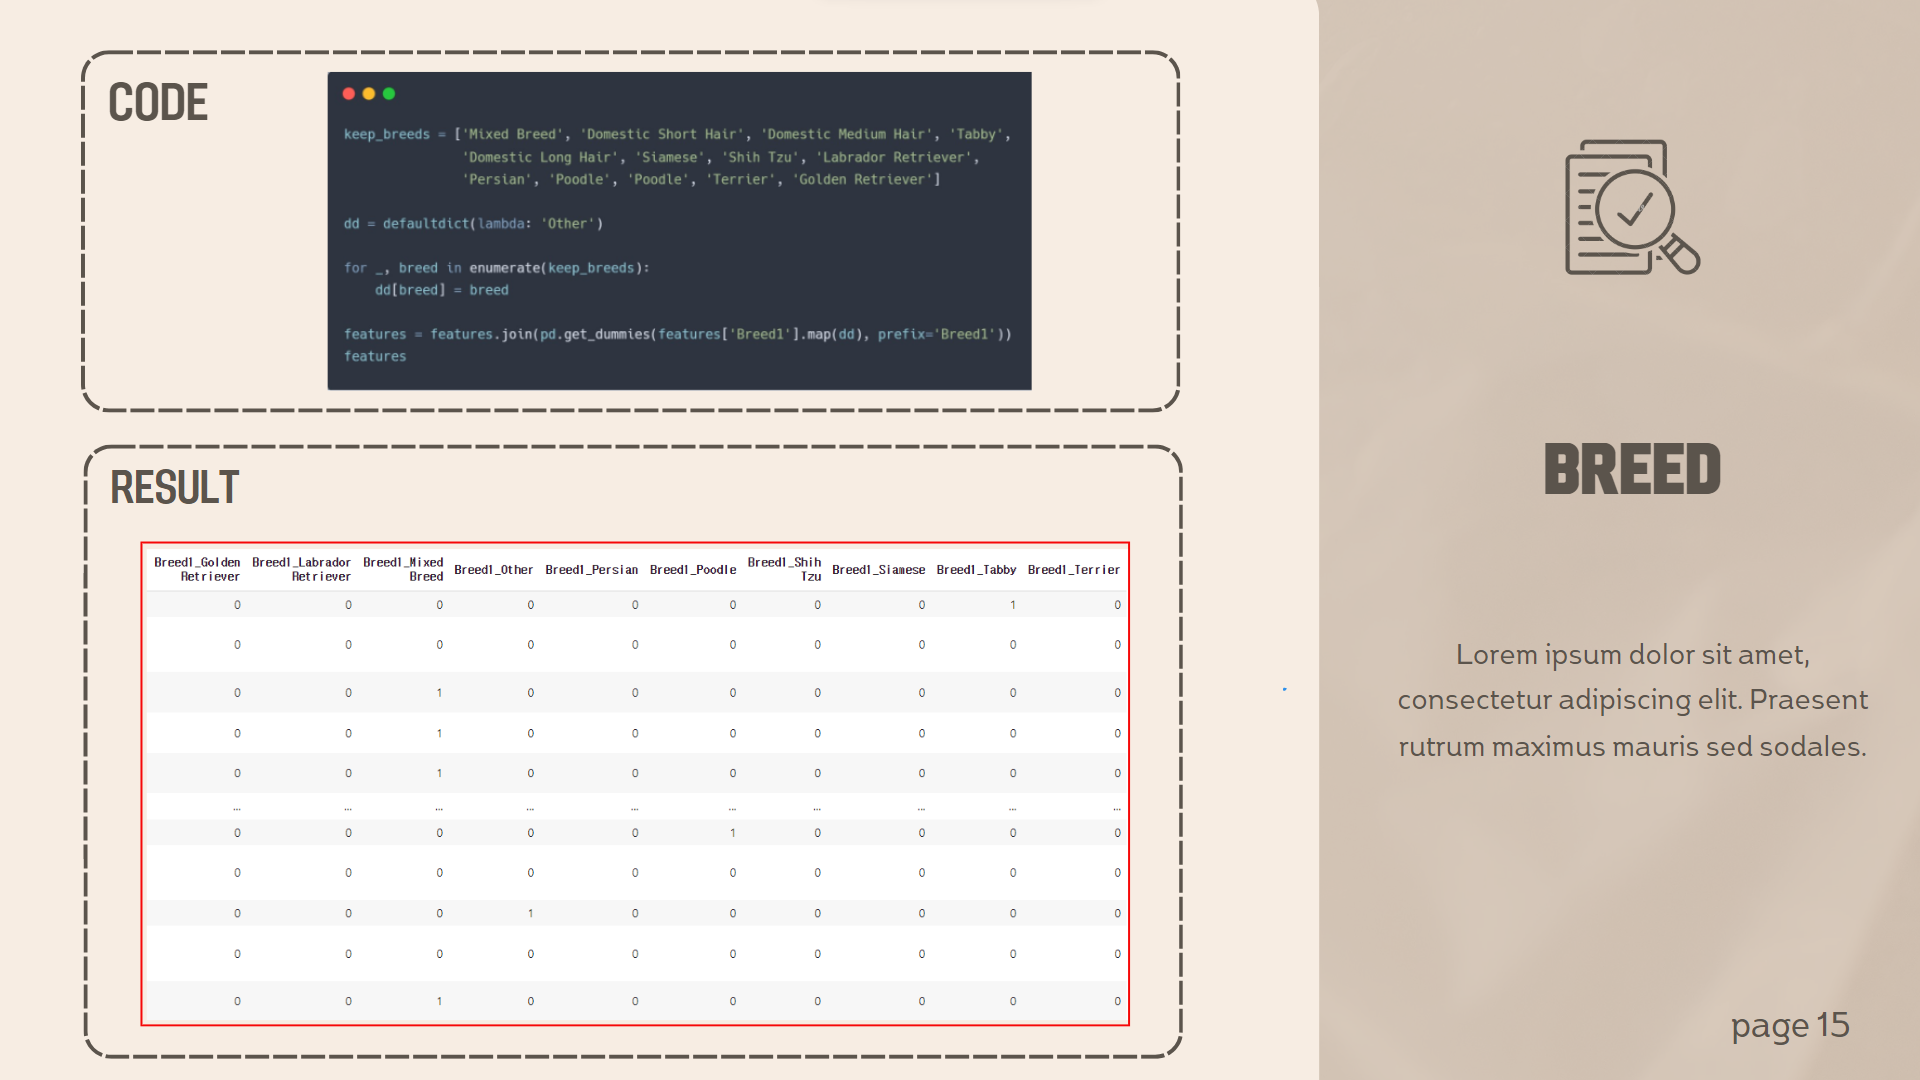 CODE
keep_breeds = ['Mixed Breed', 'Domestic Short Hair', 'Domestic Medium Hair', 'Tabby',
'Domestic Long Hair', 'Siamese', 'Shih Tzu', 'Labrador Retriever',
'Persian', 'Poodle', 'Poodle', 'Terrier', 'Golden Retriever']
dd = defaultdict(lambda: 'Other')
for _, breed in enumerate(keep_breeds):
dd[breed] = breed
features = features.join(pd.get_dummies(features['Breed1'].map(dd), prefix='Breed1'))
features
RESULT
Breed1_Golden Retriever Breed1_Labrador Retriever Breed1_Mixed Breed Breed1_Other Breed1_Persian Breed1_Poodle Breed1_Shih Tzu Breed1_Siamese Breed1_Tabby Breed1_Terrier
0 0 0 0 0 0 0 0 1 0
0 0 0 0 0 0 0 0 0 0
0 0 1 0 0 0 0 0 0 0
0 0 1 0 0 0 0 0 0 0
0 0 1 0 0 0 0 0 0 0
... ... ... ... ... ... ... ... ... ...
0 0 0 0 0 1 0 0 0 0
0 0 0 0 0 0 0 0 0 0
0 0 0 1 0 0 0 0 0 0
0 0 0 0 0 0 0 0 0 0
0 0 1 0 0 0 0 0 0 0
BREED
Lorem ipsum dolor sit amet,
consectetur adipiscing elit. Praesent
rutrum maximus mauris sed sodales.
page 15